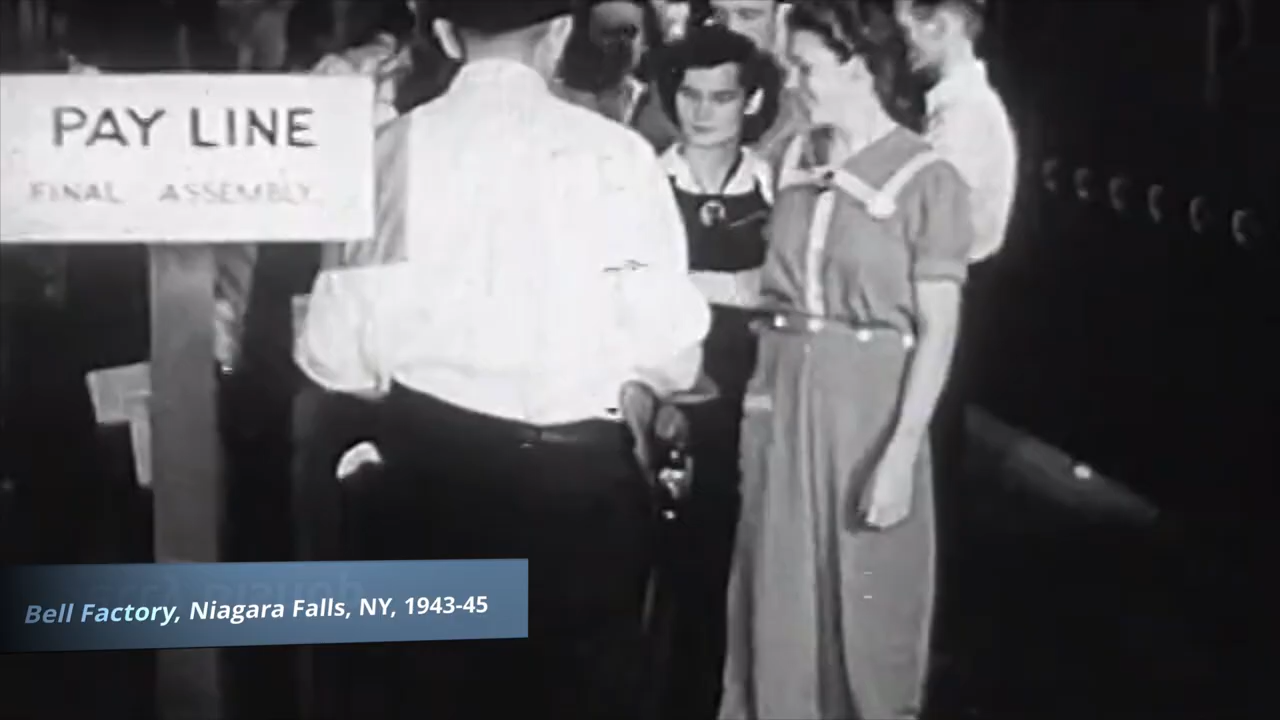 PAY LINE
FINAL ASSEMBLY
Bell Factory, Niagara Falls, NY, 1943-45